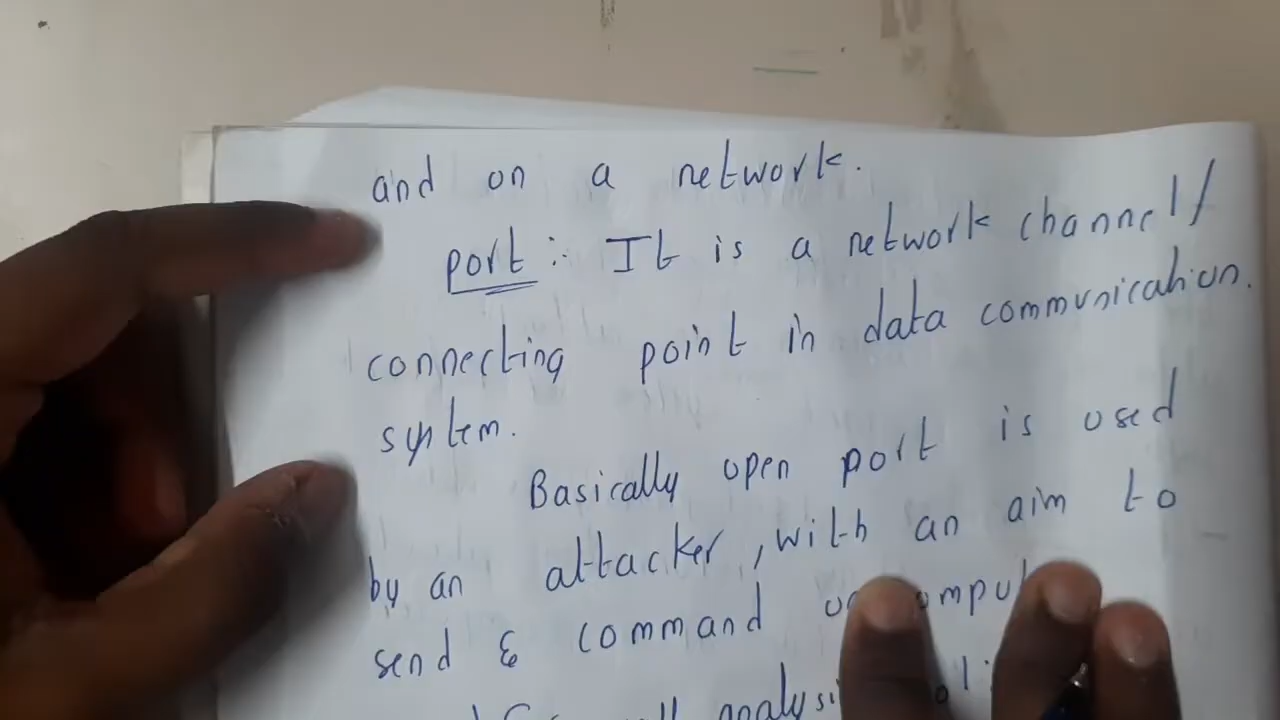 and on a network.
port :- It is a network channel/
connecting point in data communication.
system.
Basically open port is used
by an attacker, with an aim to
send & command
analysis